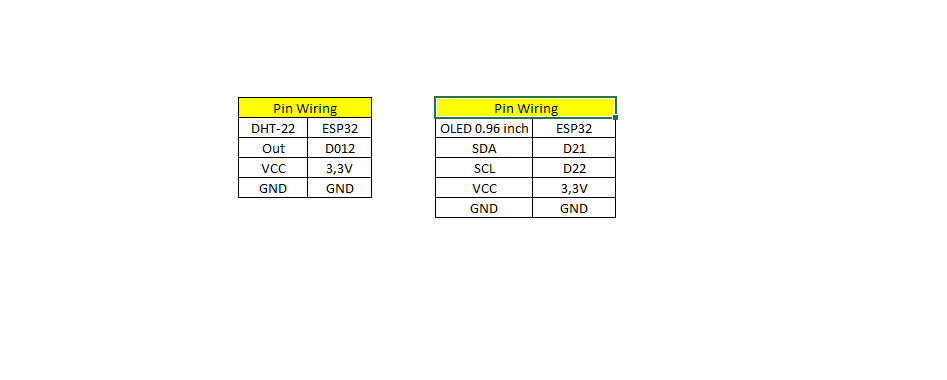 Pin Wiring
DHT-22 ESP32
Out D012
VCC 3,3V
GND GND
Pin Wiring
OLED 0.96 inch ESP32
SDA D21
SCL D22
VCC 3,3V
GND GND